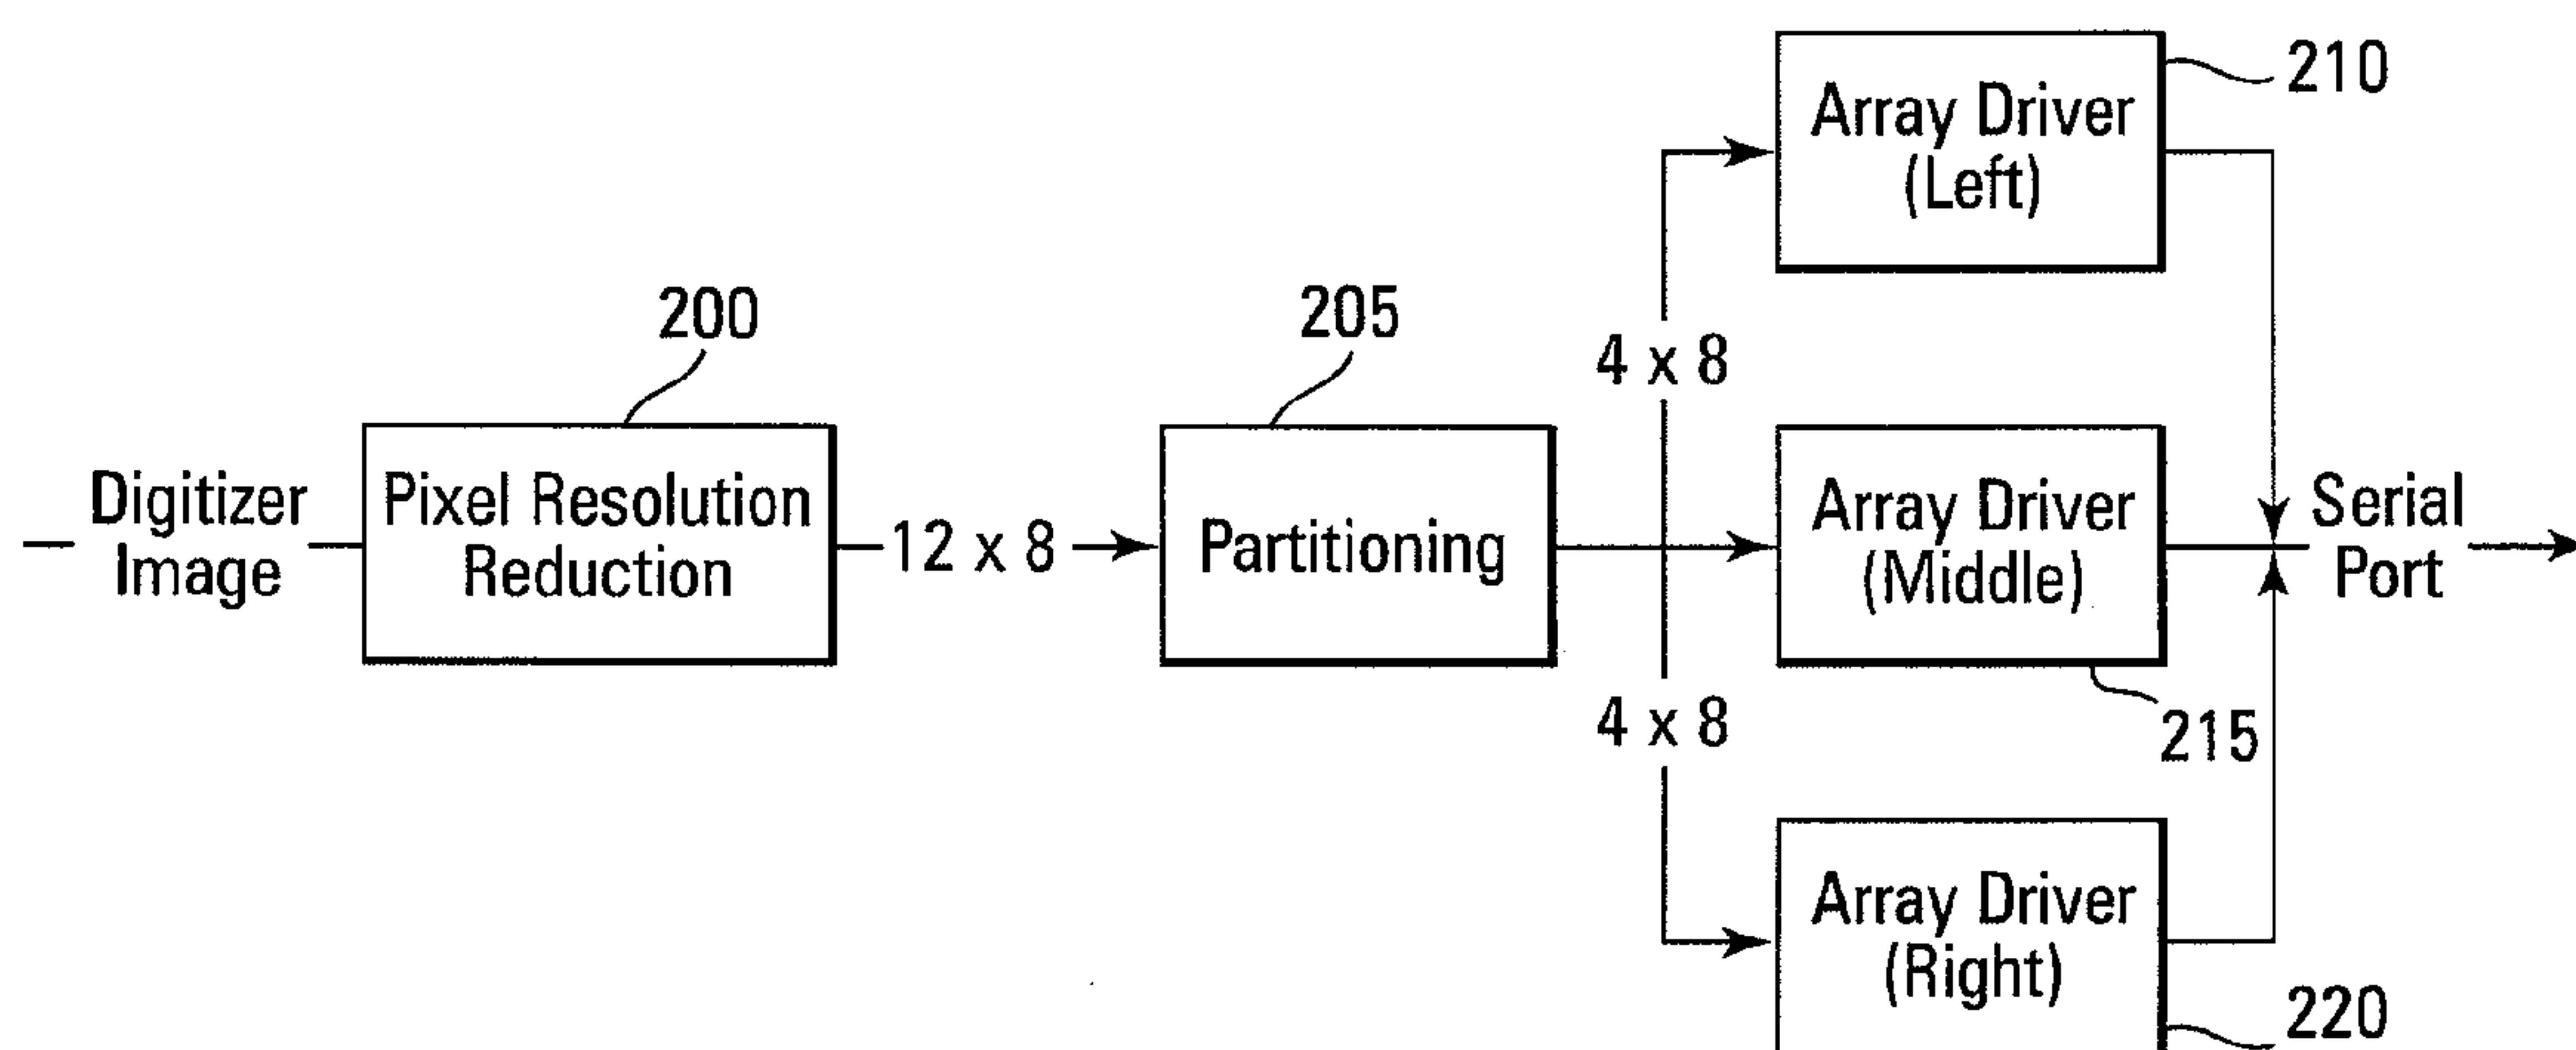 Digitizer
Image
200
Pixel Resolution
Reduction
12 x 8
205
Partitioning
4 x 8
4 x 8
210
Array Driver
(Left)
Array Driver
(Middle)
215
Array Driver
(Right)
220
Serial
Port